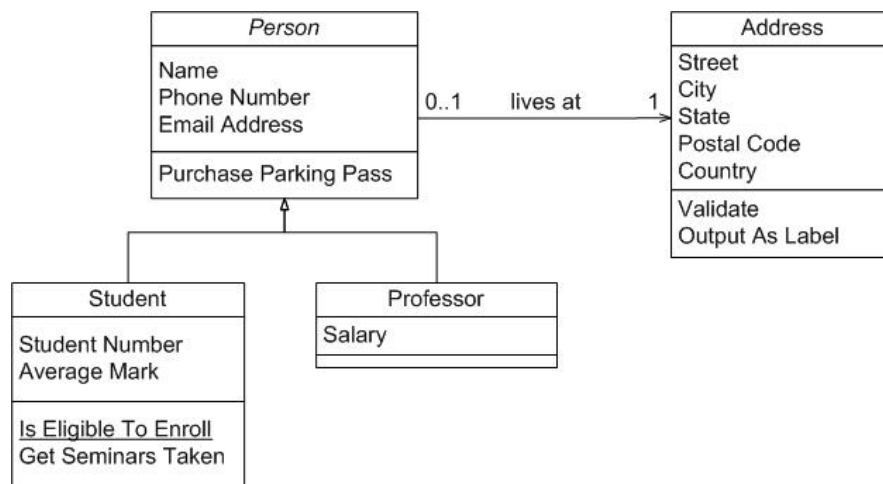 Person
Name
Phone Number
Email Address
Purchase Parking Pass
0..1 lives at 1
Address
Street
City
State
Postal Code
Country
Validate
Output As Label
Student
Student Number
Average Mark
Is Eligible To Enroll
Get Seminars Taken
Professor
Salary